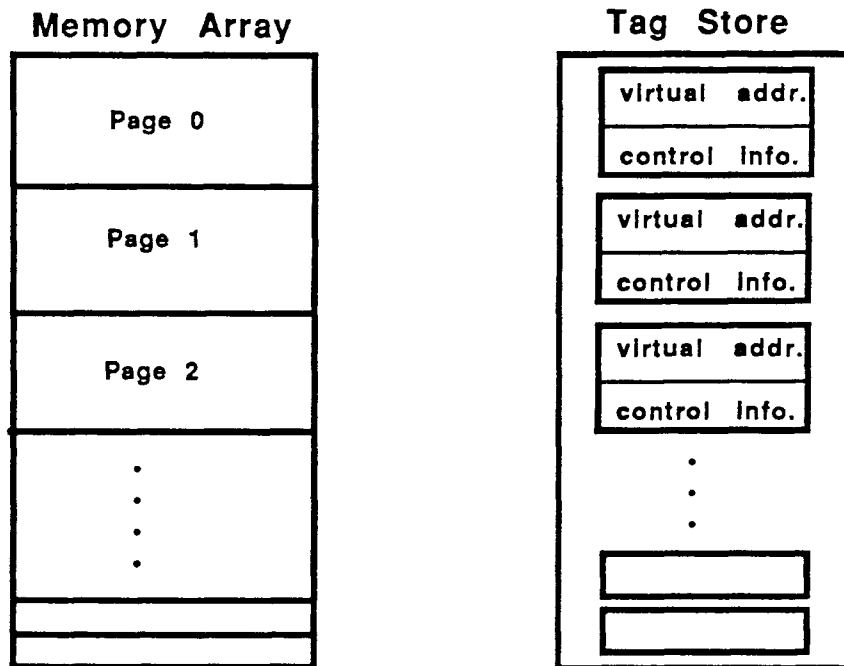 Memory Array
Page 0
Page 1
Page 2
Tag Store
virtual addr.
control info.
virtual addr.
control info.
virtual addr.
control info.